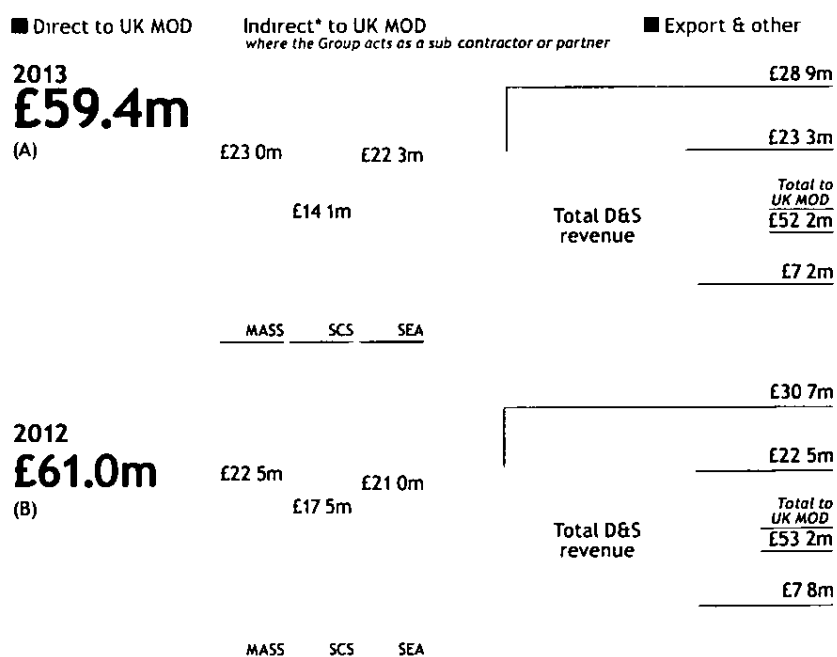 Direct to UK MOD
Indirect* to UK MOD
where the Group acts as a sub contractor or partner
Export & other
2013
£59.4m
(A)
£23 0m
£22 3m
£14 1m
MASS SCS SEA
£28 9m
£23 3m
Total D&S
revenue
Total to
UK MOD
£52 2m
£7 2m
2012
£61.0m
(B)
£22 5m
£21 0m
£17 5m
MASS SCS SEA
£30 7m
£22 5m
Total D&S
revenue
Total to
UK MOD
£53 2m
£7 8m